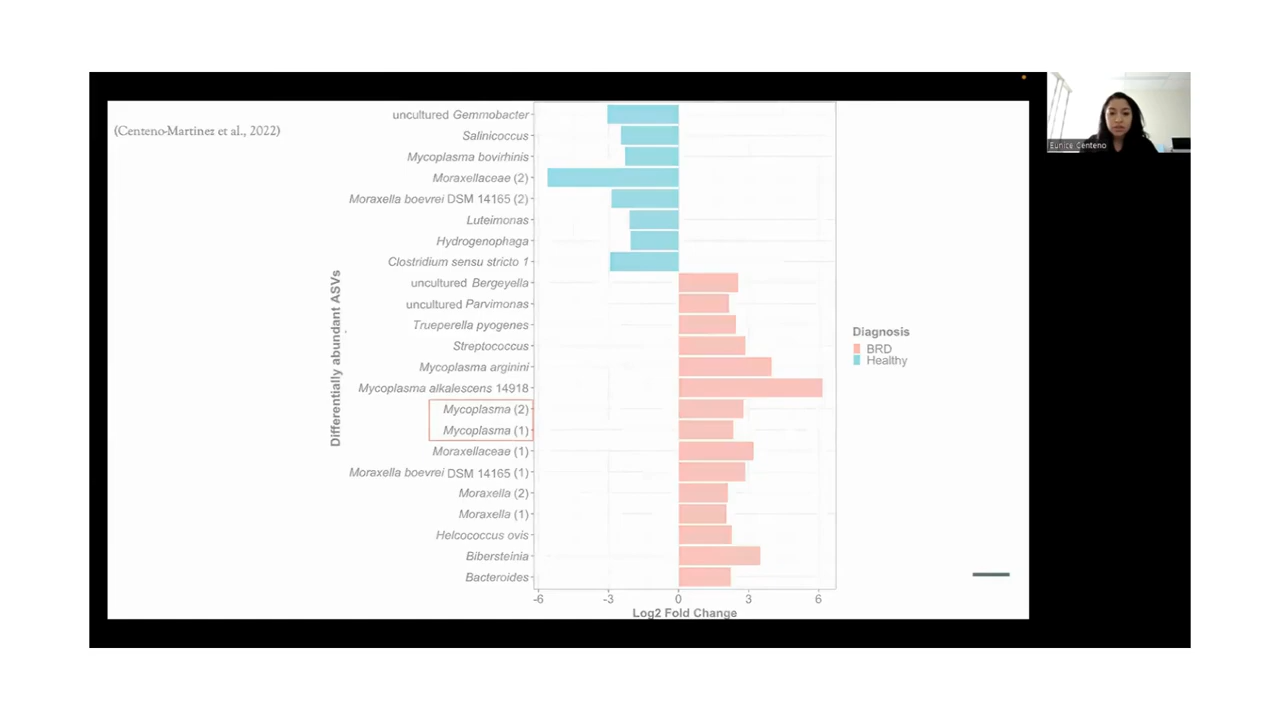 (Centeno-Martinez et al., 2022)
uncultured Gemmobacter
Salinicoccus
Mycoplasma bovirhinis
Moraxellaceae (2)
Moraxella boevrei DSM 14165 (2)
Luteimonas
Hydrogenophaga
Clostridium sensu stricto 1
uncultured Bergeyella
uncultured Parvimonas
Trueperella pyogenes
Streptococcus
Mycoplasma arginini
Mycoplasma alkalescens 14918
Mycoplasma (2)
Mycoplasma (1)
Moraxellaceae (1)
Moraxella boevrei DSM 14165 (1)
Moraxella (2)
Moraxella (1)
Helcococcus ovis
Bibersteinia
Bacteroides
Differentially abundant ASVs
-6 -3 0 3 6
Log2 Fold Change
Diagnosis
BRD
Healthy
Eunice Centeno